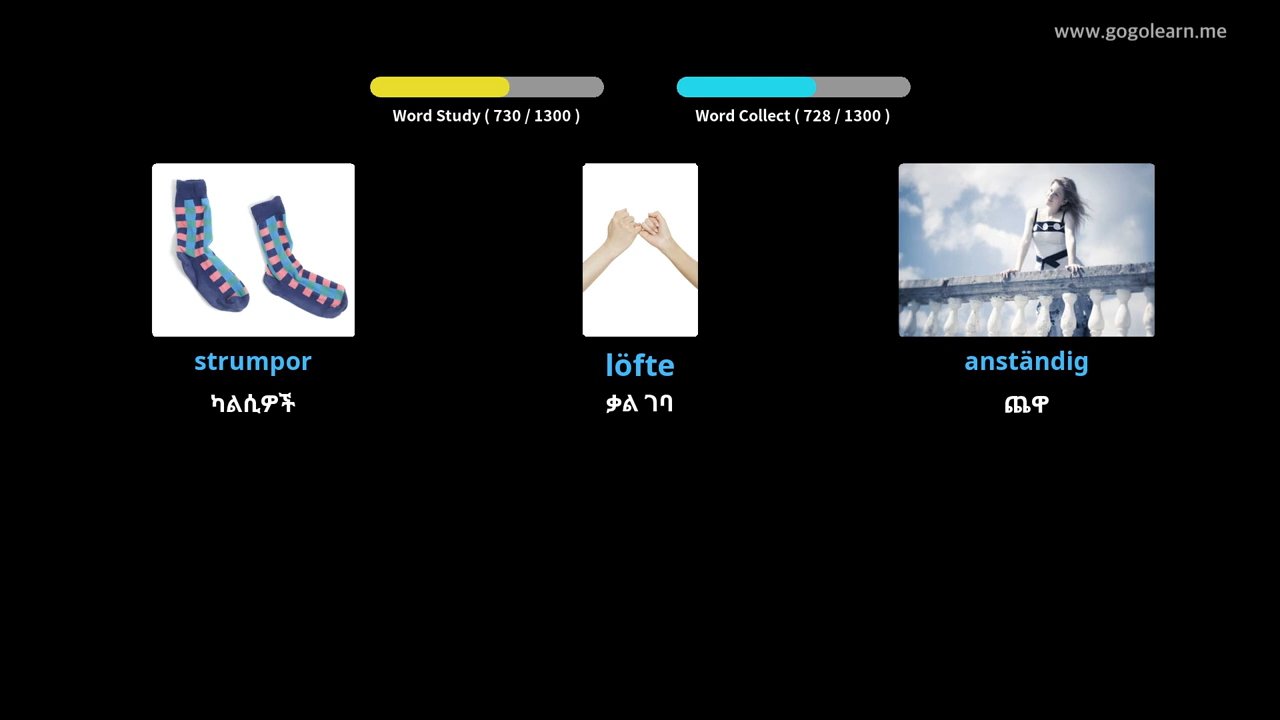 www.gogolearn.me
Word Study ( 730 / 1300 )
Word Collect ( 728 / 1300 )
strumpor
löfte
anständig
ካልሲዎች
ቃል ገባ
ጨዋ